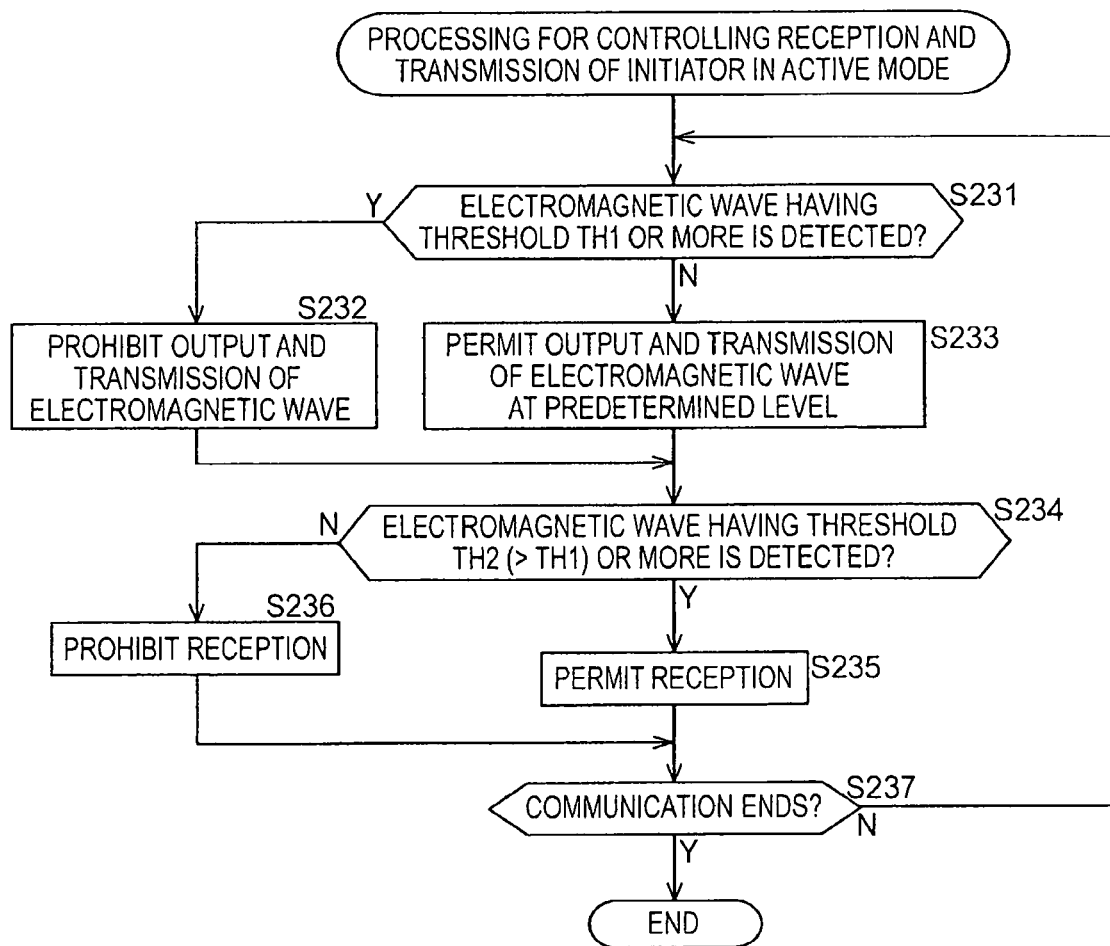 PROCESSING FOR CONTROLLING RECEPTION AND
TRANSMISSION OF INITIATOR IN ACTIVE MODE
S231
Y
ELECTROMAGNETIC WAVE HAVING
THRESHOLD TH1 OR MORE IS DETECTED?
N
S232
PROHIBIT OUTPUT AND
TRANSMISSION OF
ELECTROMAGNETIC WAVE
S233
PERMIT OUTPUT AND TRANSMISSION
OF ELECTROMAGNETIC WAVE
AT PREDETERMINED LEVEL
S234
N
ELECTROMAGNETIC WAVE HAVING THRESHOLD
TH2 (> TH1) OR MORE IS DETECTED?
Y
S236
PROHIBIT RECEPTION
S235
PERMIT RECEPTION
S237
COMMUNICATION ENDS?
N
Y
END